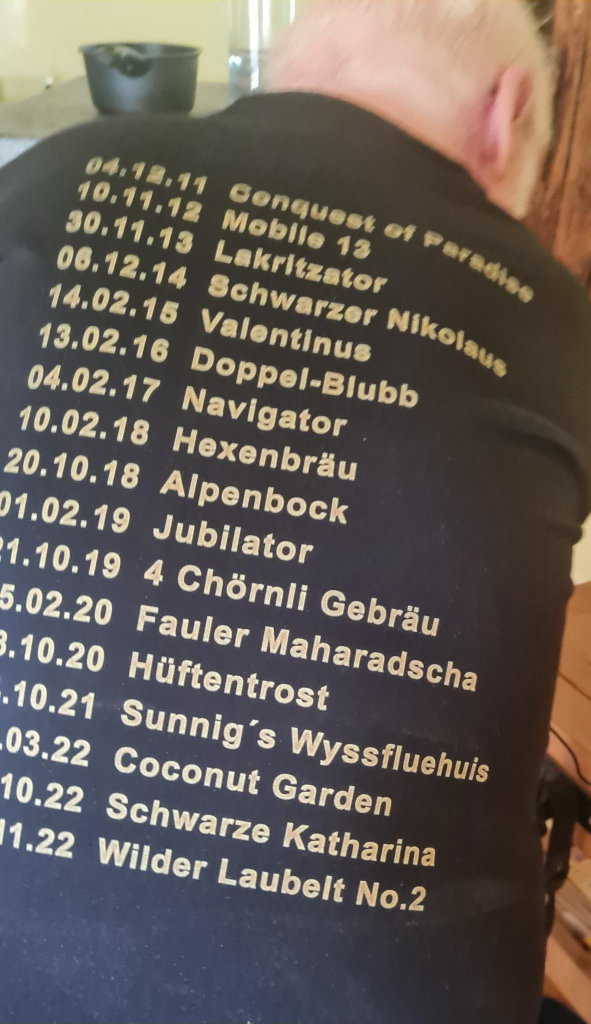 04.12.11 Conquest of Paradise
10.11.12 Mobile 13
30.11.13 Lakritzator
06.12.14 Schwarzer Nikolaus
14.02.15 Valentinus
13.02.16 Doppel-Blubb
04.02.17 Navigator
10.02.18 Hexenbräu
20.10.18 Alpenbock
01.02.19 Jubilator
21.10.19 4 Chörnli Gebräu
5.02.20 Fauler Maharadscha
.10.20 Hüftentrost
.10.21 Sunnig´s Wyssfluehuis
.03.22 Coconut Garden
10.22 Schwarze Katharina
11.22 Wilder Laubelt No.2